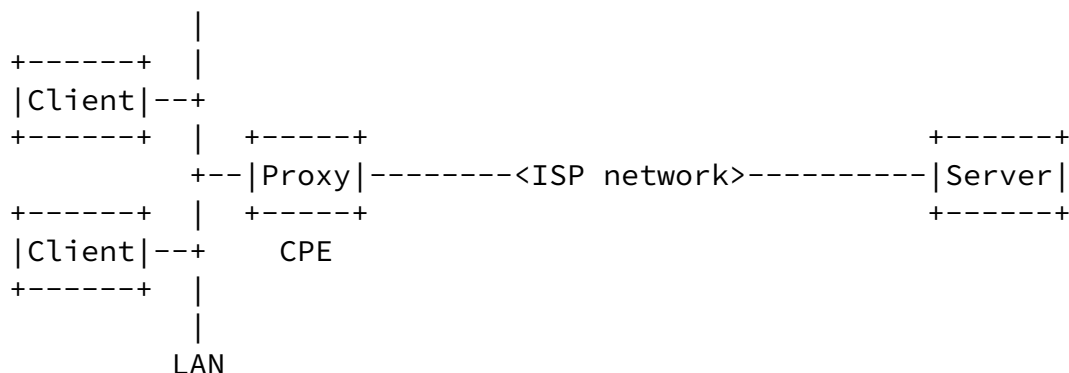 |
+------+  |
|Client|--+
+------+  |  +-----+                                +------+
          +--|Proxy|--------<ISP network>----------|Server|
+------+  |  +-----+                                +------+
|Client|--+    CPE
+------+  |
          |
         LAN